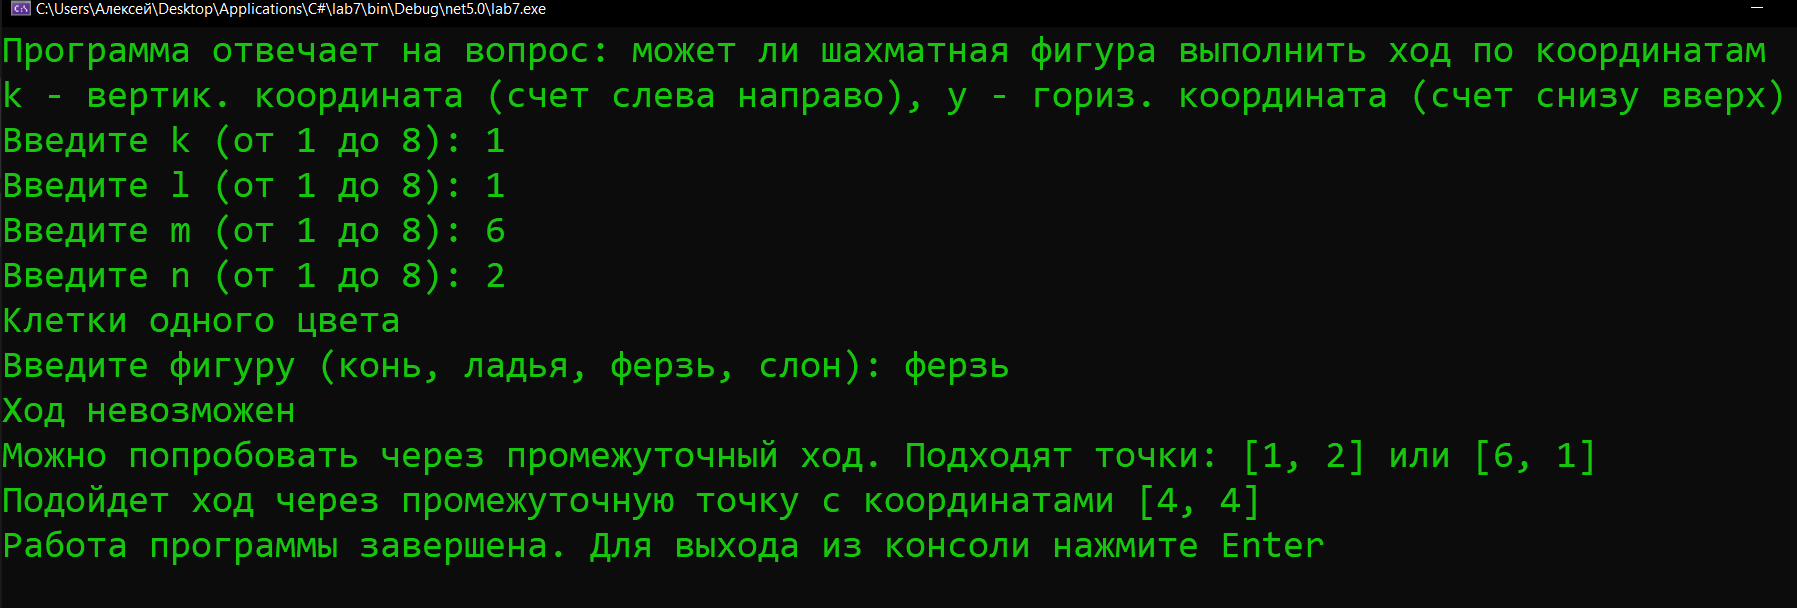 C:\Users\Алексей\Desktop\Applications\C#\lab7\bin\Debug\net5.0\lab7.exe
Программа отвечает на вопрос: может ли шахматная фигура выполнить ход по координатам
k - вертик. координата (счет слева направо), y - гориз. координата (счет снизу вверх)
Введите k (от 1 до 8): 1
Введите l (от 1 до 8): 1
Введите m (от 1 до 8): 6
Введите n (от 1 до 8): 2
Клетки одного цвета
Введите фигуру (конь, ладья, ферзь, слон): ферзь
Ход невозможен
Можно попробовать через промежуточный ход. Подходят точки: [1, 2] или [6, 1]
Подойдет ход через промежуточную точку с координатами [4, 4]
Работа программы завершена. Для выхода из консоли нажмите Enter